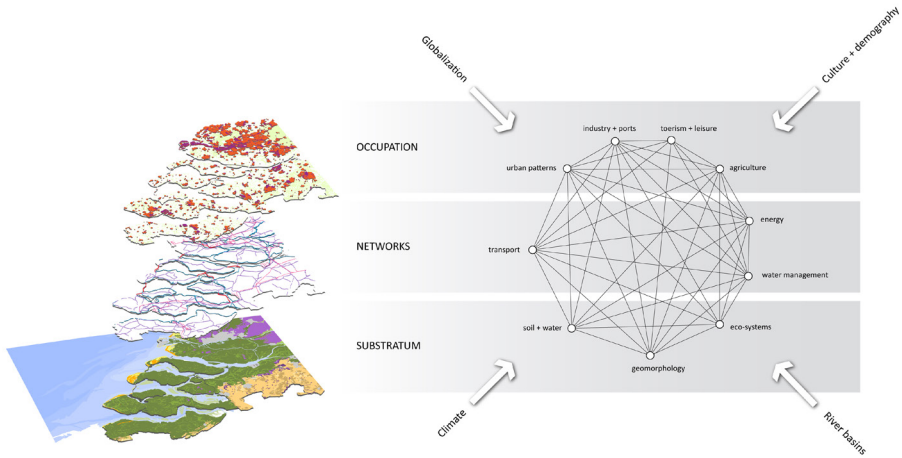 Globalization
Culture + demography
OCCUPATION
industry + ports
toerism + leisure
urban patterns
agriculture
NETWORKS
energy
transport
water management
SUBSTRATUM
soil + water
eco-systems
geomorphology
Climate
River basins